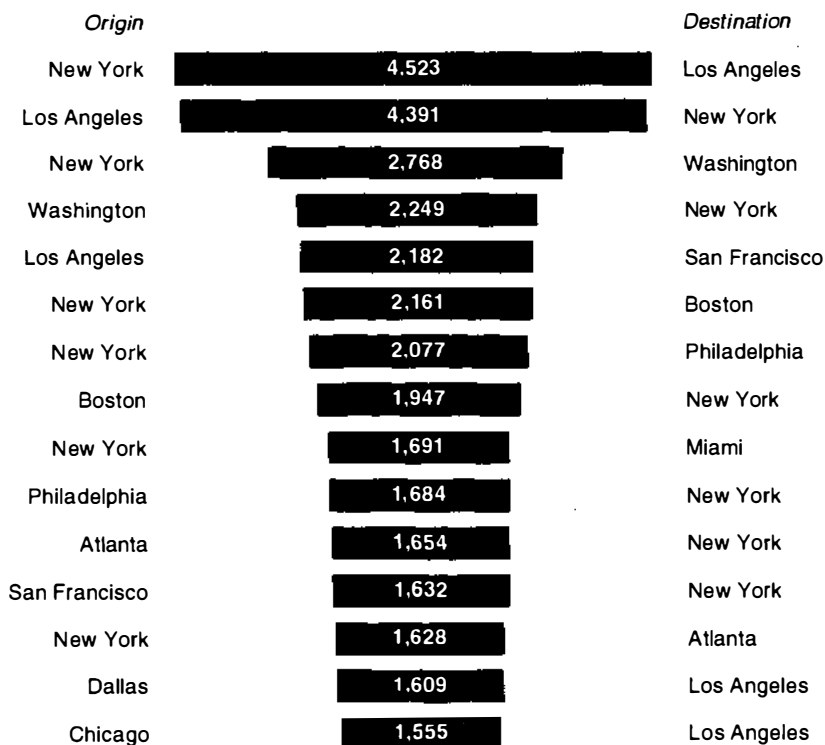 Origin Destination
New York 4,523 Los Angeles
Los Angeles 4,391 New York
New York 2,768 Washington
Washington 2,249 New York
Los Angeles 2,182 San Francisco
New York 2,161 Boston
New York 2,077 Philadelphia
Boston 1,947 New York
New York 1,691 Miami
Philadelphia 1,684 New York
Atlanta 1,654 New York
San Francisco 1,632 New York
New York 1,628 Atlanta
Dallas 1,609 Los Angeles
Chicago 1,555 Los Angeles